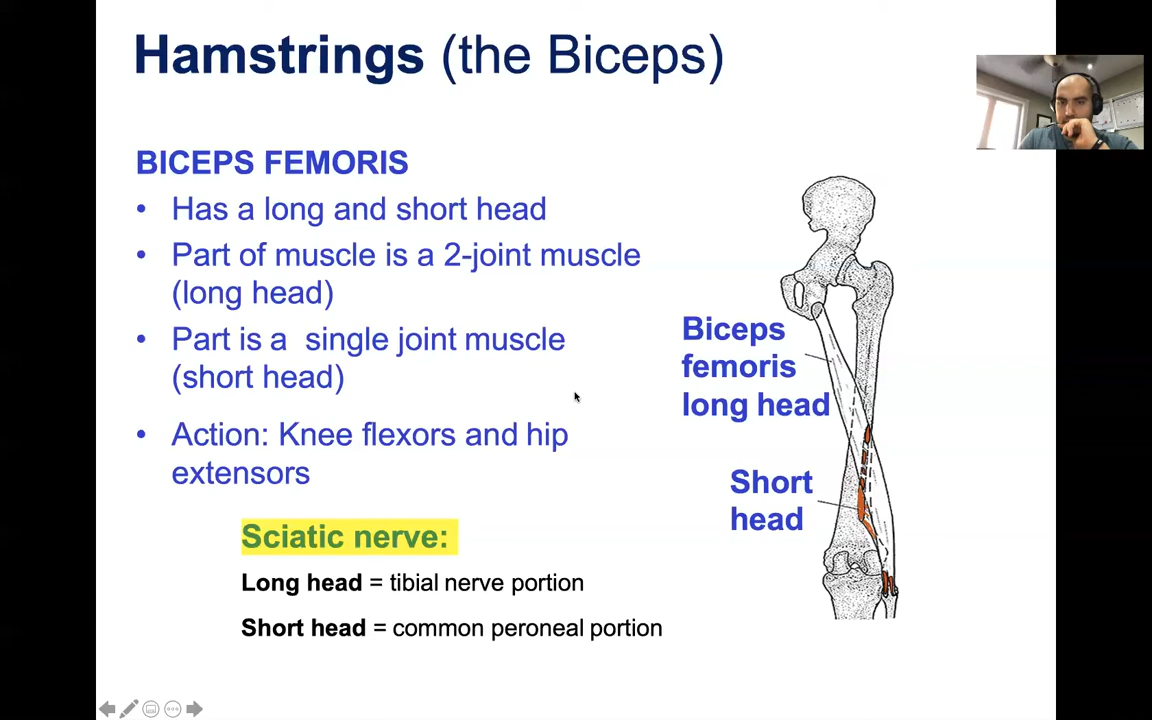 Hamstrings (the Biceps)
BICEPS FEMORIS
• Has a long and short head
• Part of muscle is a 2-joint muscle
(long head)
• Part is a  single joint muscle
(short head)
• Action: Knee flexors and hip
extensors
Sciatic nerve:
Long head = tibial nerve portion
Short head = common peroneal portion
Biceps
femoris
long head
Short
head